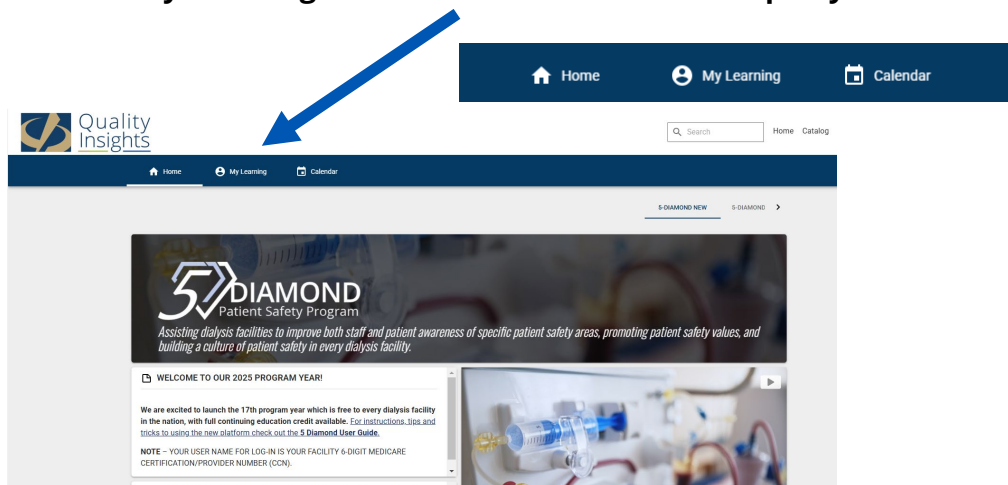 Home My Learning Calendar
Quality
Insights
Search Home Catalog
Home My Learning Calendar
5-DIAMOND NEW 5-DIAMOND
5 DIAMOND
Patient Safety Program
Assisting dialysis facilities to improve both staff and patient awareness of specific patient safety areas, promoting patient safety values, and
building a culture of patient safety in every dialysis facility.
WELCOME TO OUR 2025 PROGRAM YEAR!
We are excited to launch the 17th program year which is free to every dialysis facility
in the nation, with full continuing education credit available. For instructions, tips and
tricks to using the new platform check out the 5 Diamond User Guide.
NOTE – YOUR USER NAME FOR LOG-IN IS YOUR FACILITY 6-DIGIT MEDICARE
CERTIFICATION/PROVIDER NUMBER (CCN).